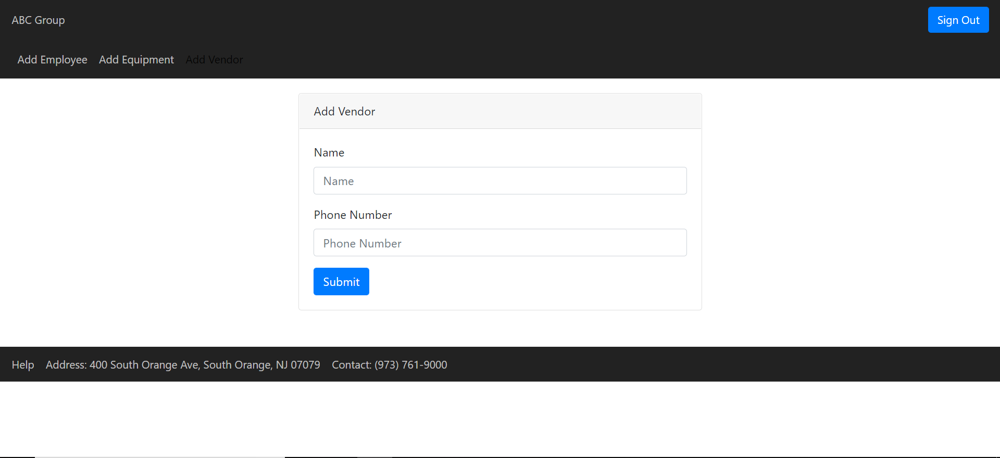 ABC Group Sign Out
Add Employee Add Equipment Add Vendor
Add Vendor
Name
Name
Phone Number
Phone Number
Submit
Help Address: 400 South Orange Ave, South Orange, NJ 07079 Contact: (973) 761-9000